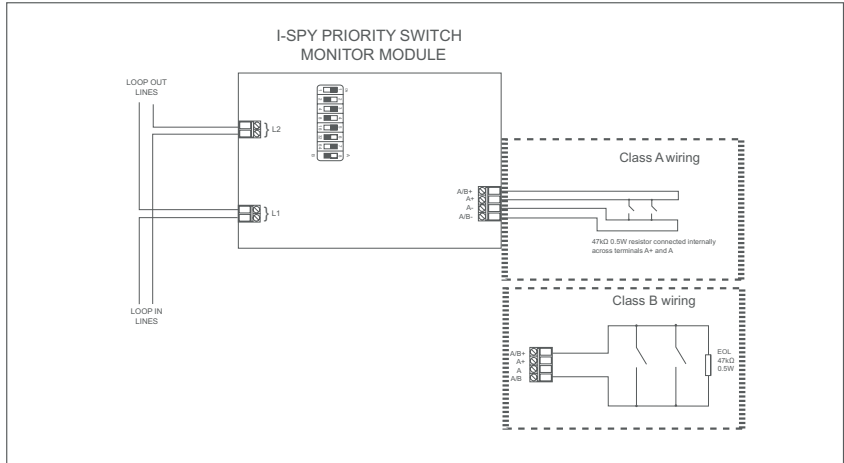 I-SPY PRIORITY SWITCH
MONITOR MODULE
LOOP OUT
LINES
L2
L1
LOOP IN
LINES
A/B+
A+
A-
A/B-
Class A wiring
47kΩ 0.5W resistor connected internally
across terminals A+ and A
Class B wiring
A/B+
A+
A
A/B
EOL
47kΩ
0.5W